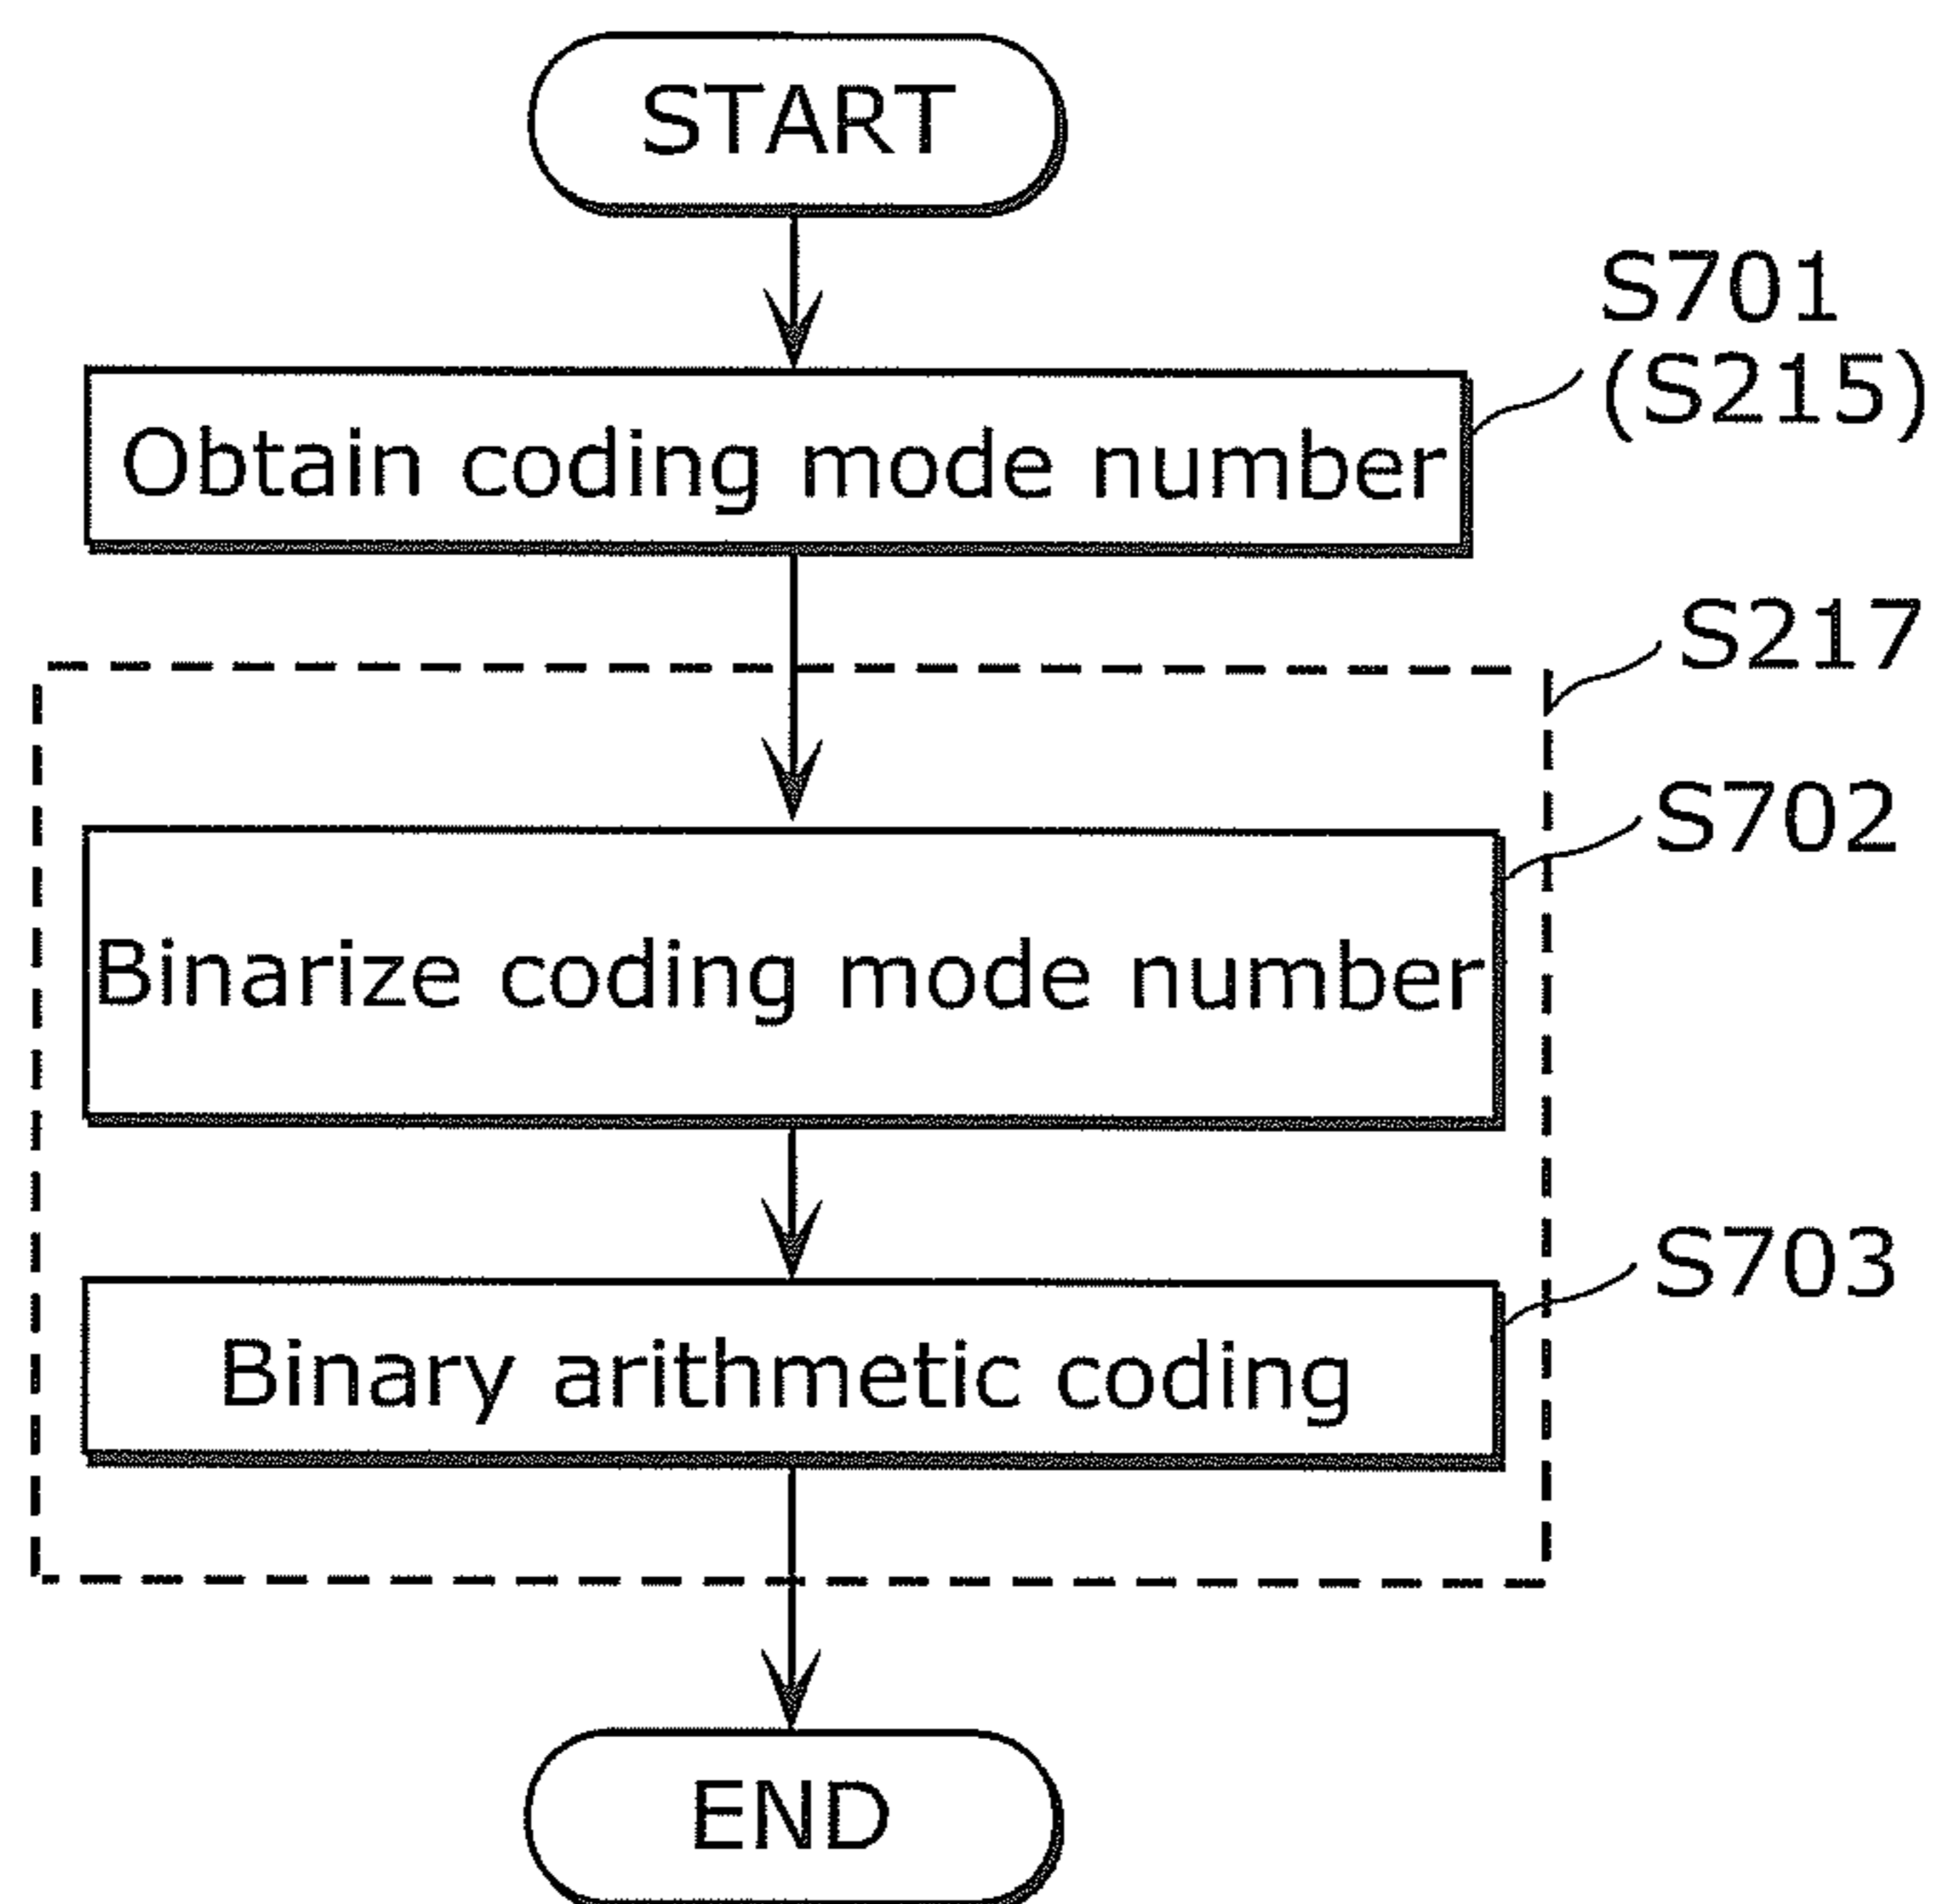 START
S701
(S215)
Obtain coding mode number
S217
S702
Binarize coding mode number
S703
Binary arithmetic coding
END